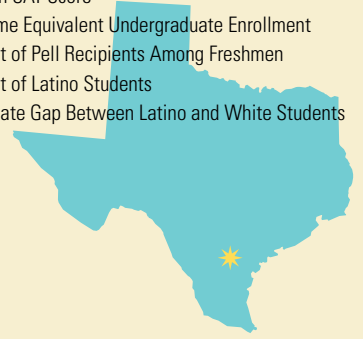 SAT Score
me Equivalent Undergraduate Enrollment
t of Pell Recipients Among Freshmen
t of Latino Students
ate Gap Between Latino and White Students